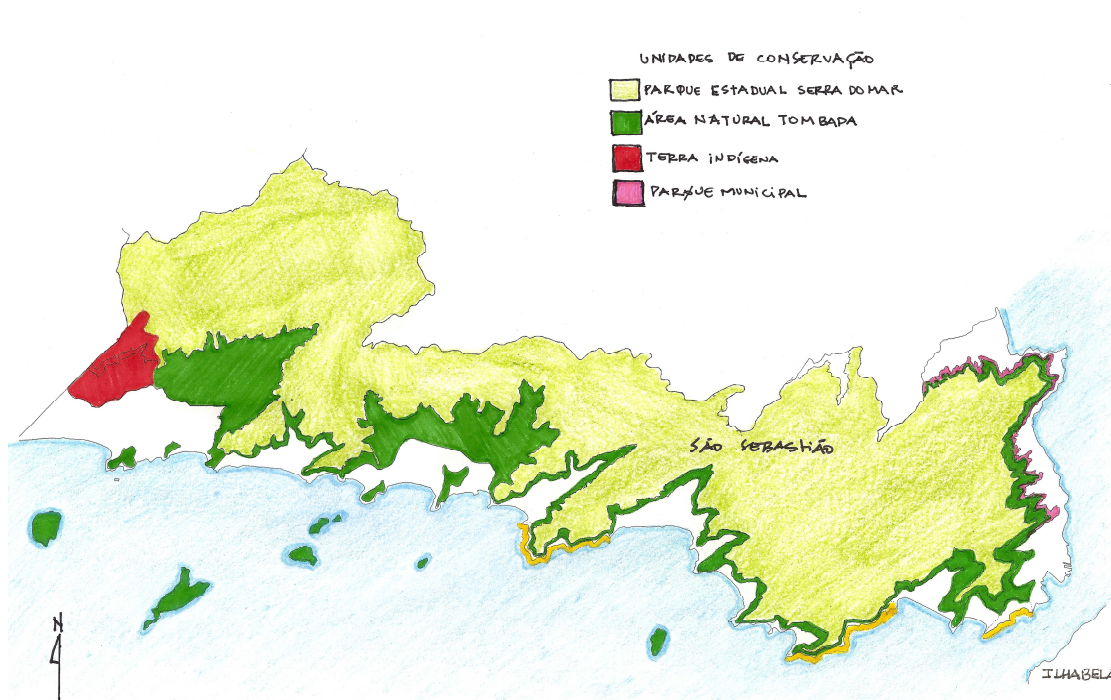 UNIDADES DE CONSERVAÇÃO
PARQUE ESTADUAL SERRA DO MAR
ÁREA NATURAL TOMBADA
TERRA INDÍGENA
PARQUE MUNICIPAL
SÃO SEBASTIÃO
N
ILHABELA